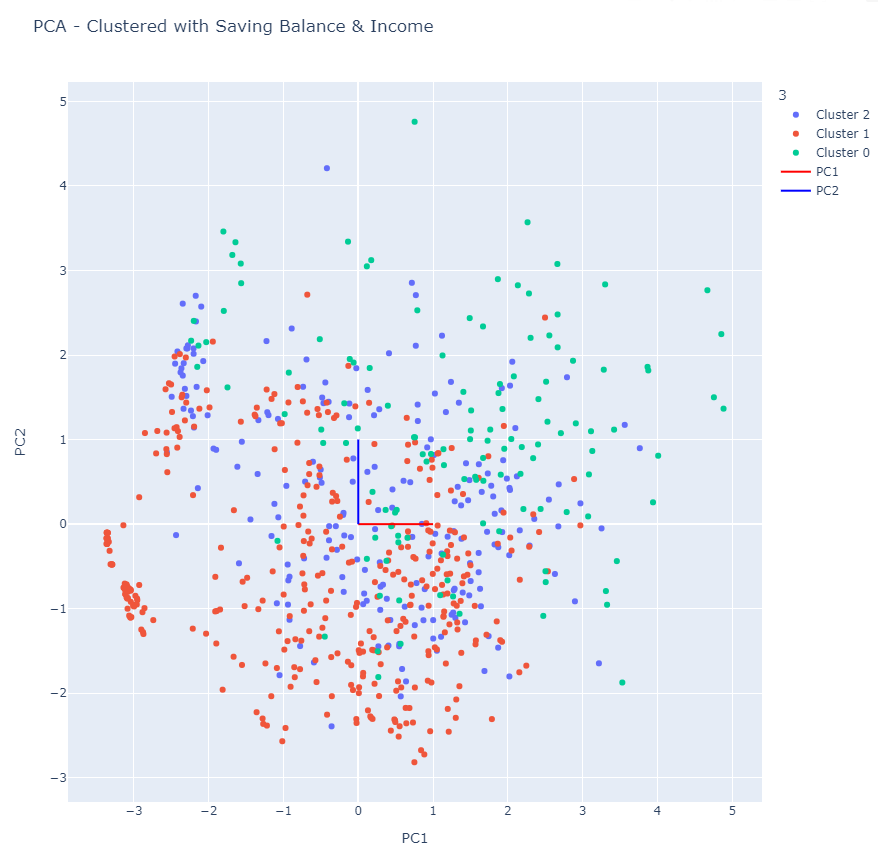 PCA - Clustered with Saving Balance & Income
3
Cluster 2
Cluster 1
Cluster 0
PC1
PC2
5
4
3
2
1
0
−1
−2
−3
PC2
−3 −2 −1 0 1 2 3 4 5
PC1